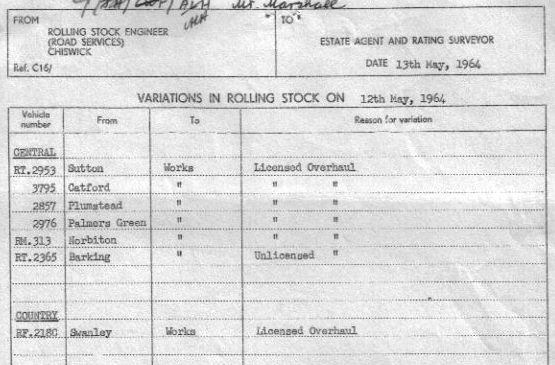 Mr. Marshall
FROM
ROLLING STOCK ENGINEER
(ROAD SERVICES)
CHISWICK
Ref. C16/
TO
ESTATE AGENT AND RATING SURVEYOR
DATE 13th May, 1964
VARIATIONS IN ROLLING STOCK ON 12th May, 1964
Vehicle number From To Reason for variation
CENTRAL
RT.2953 Sutton Works Licensed Overhaul
3795 Catford " " "
2857 Plumstead " " "
2976 Palmers Green " " "
RM.313 Norbiton " " "
RT.2365 Barking " Unlicensed "
COUNTRY
RF.218C Swanley Works Licensed Overhaul